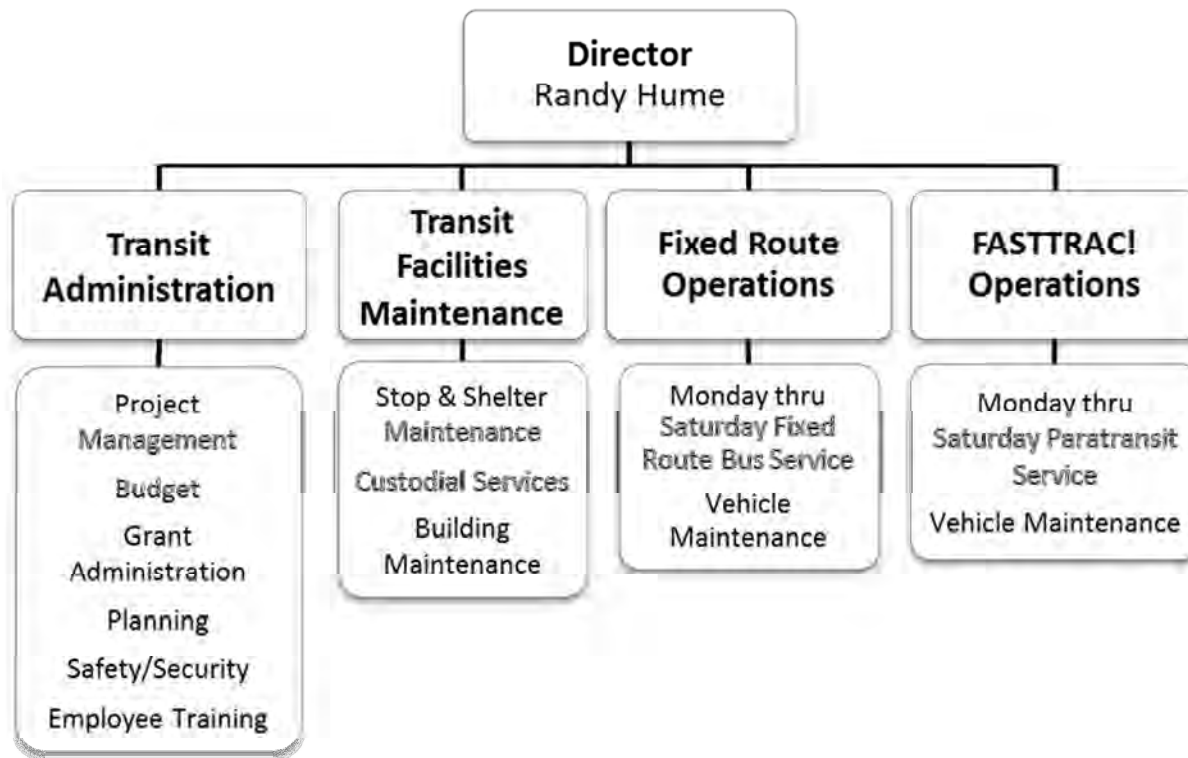 Director
Randy Hume
Transit
Administration
Transit
Facilities
Maintenance
Fixed Route
Operations
FASTTRAC!
Operations
Project
Management
Budget
Grant
Administration
Planning
Safety/Security
Employee Training
Stop & Shelter
Maintenance
Custodial Services
Building
Maintenance
Monday thru
Saturday Fixed
Route Bus Service
Vehicle
Maintenance
Monday thru
Saturday Paratransit
Service
Vehicle Maintenance